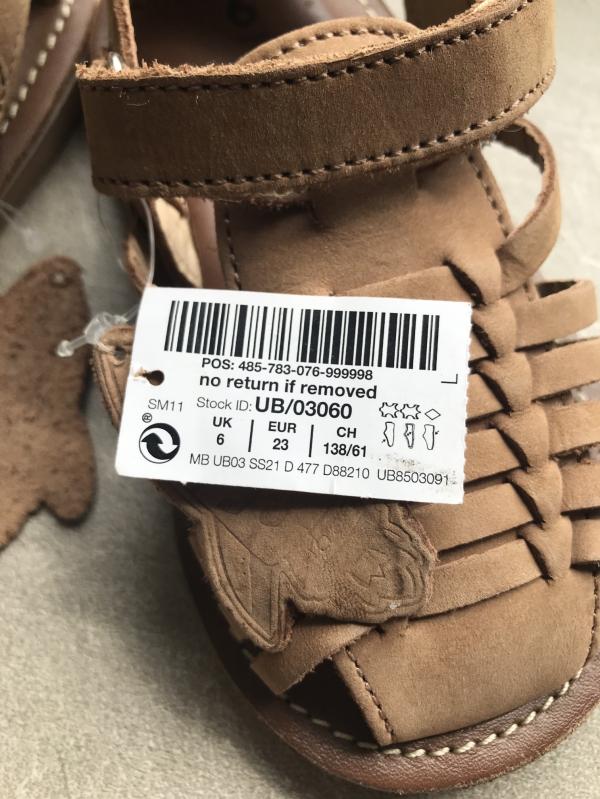 POS: 485-783-076-999998
no return if removed
SM11 Stock ID: UB/03060
UK EUR CH
6 23 138/61
MB UB03 SS21 D 477 D88210 UB8503091
®